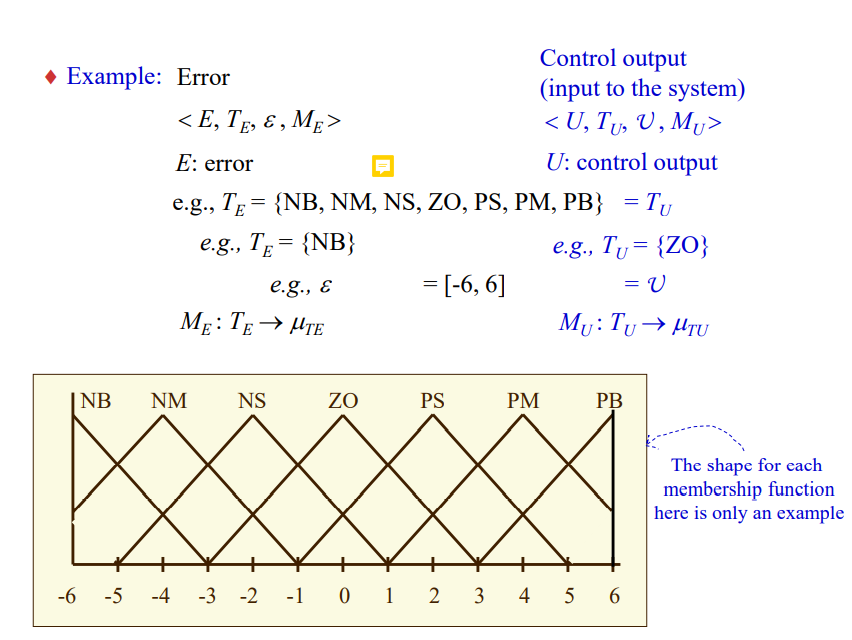 ♦ Example: Error
Control output
(input to the system)
< E, T_E, ε, M_E>
< U, T_U, 𝒰, M_U>
E: error
U: control output
e.g., T_E = {NB, NM, NS, ZO, PS, PM, PB} = T_U
e.g., T_E = {NB}
e.g., T_U = {ZO}
e.g., ε = [-6, 6] = 𝒰
M_E : T_E → μ_TE
M_U : T_U → μ_TU
NB NM NS ZO PS PM PB
-6 -5 -4 -3 -2 -1 0 1 2 3 4 5 6
The shape for each
membership function
here is only an example